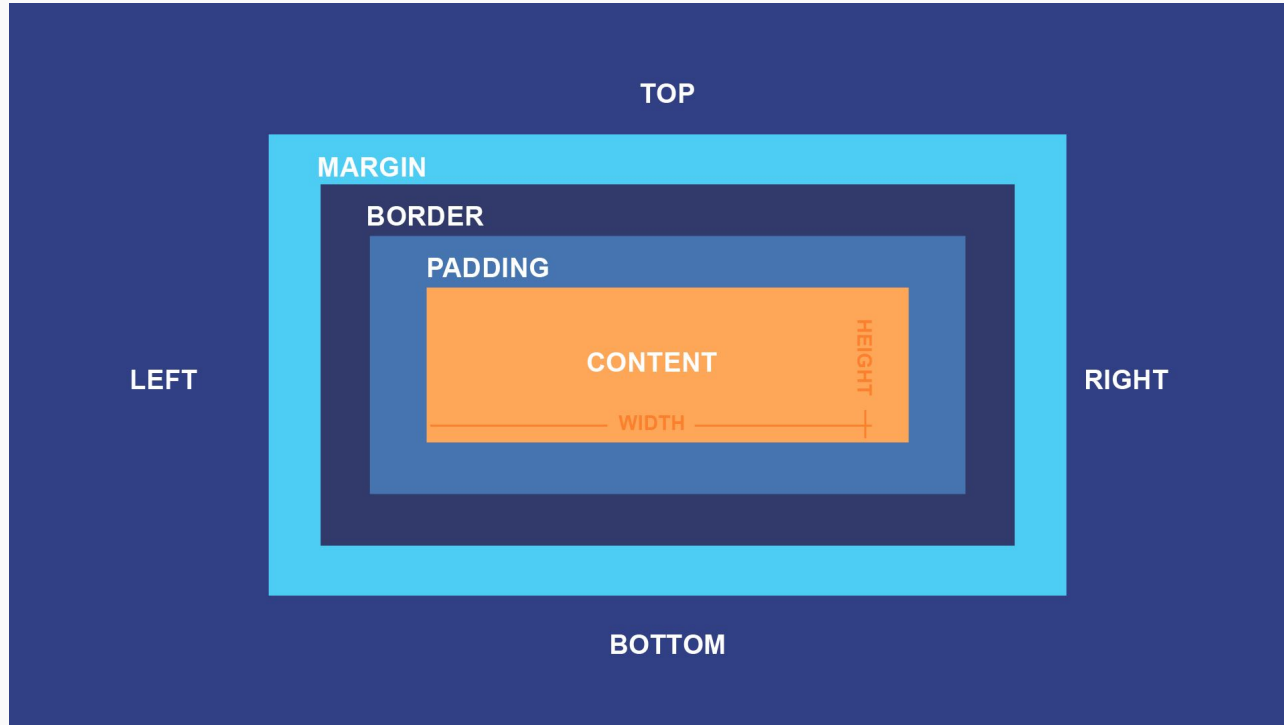 TOP
MARGIN
BORDER
PADDING
HEIGHT
CONTENT
LEFT
RIGHT
WIDTH
BOTTOM